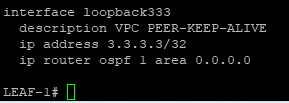 interface loopback333
description VPC PEER-KEEP-ALIVE
ip address 3.3.3.3/32
ip router ospf 1 area 0.0.0.0
LEAF-1#